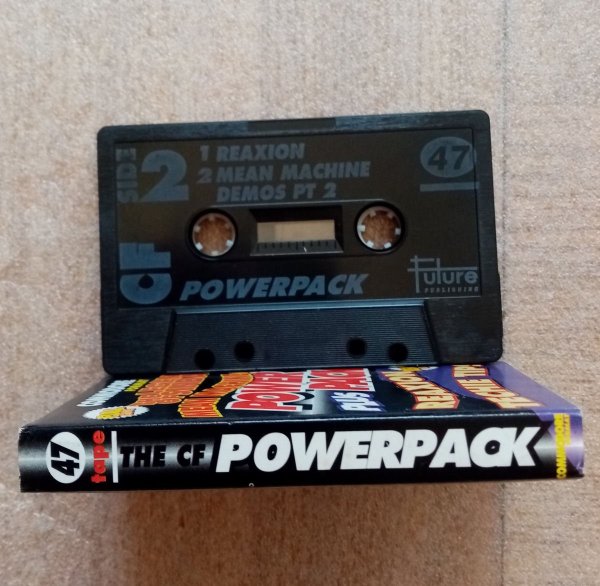 CF SIDE 2
1 REAXION
2 MEAN MACHINE
DEMOS PT 2
47
POWERPACK
Future
PUBLISHING
POWER
PLUS
47
tape
THE CF POWERPACK
COMMODORE